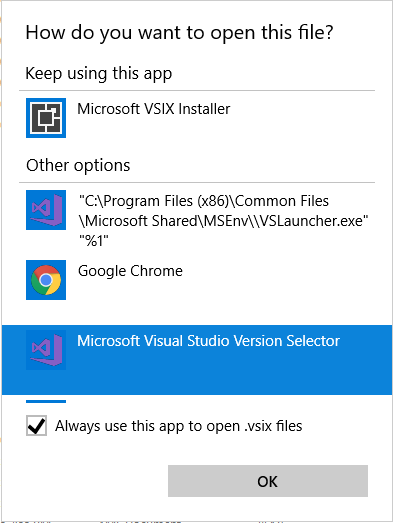 How do you want to open this file?
Keep using this app
Microsoft VSIX Installer
Other options
"C:\Program Files (x86)\Common Files
\Microsoft Shared\MSEnv\\VSLauncher.exe"
"%1"
Google Chrome
Microsoft Visual Studio Version Selector
Always use this app to open .vsix files
OK